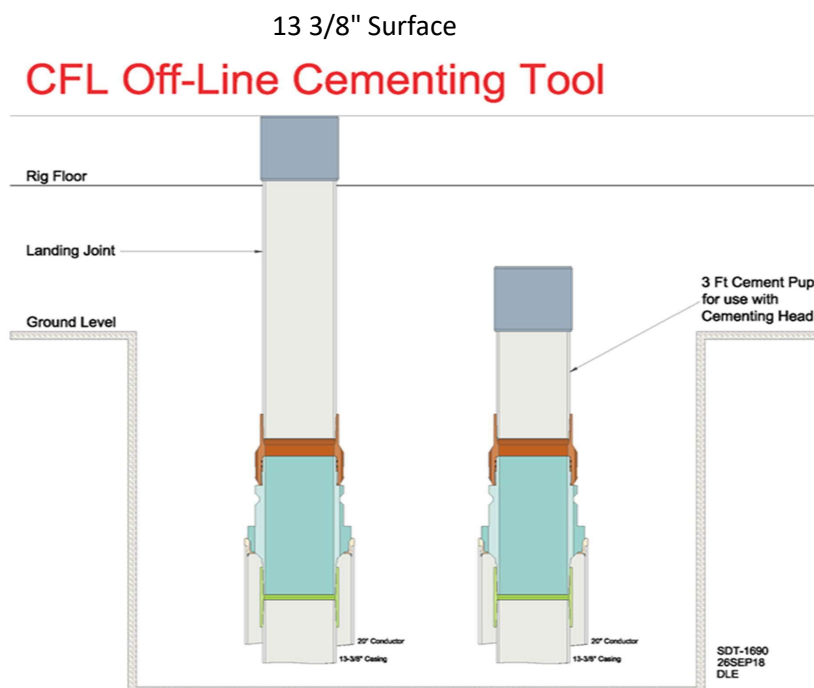 13 3/8" Surface
CFL Off-Line Cementing Tool
Rig Floor
Landing Joint
3 Ft Cement Pup
for use with
Cementing Head
Ground Level
20" Conductor
13-3/8" Casing
20" Conductor
13-3/8" Casing
SDT-1690
26SEP18
DLE